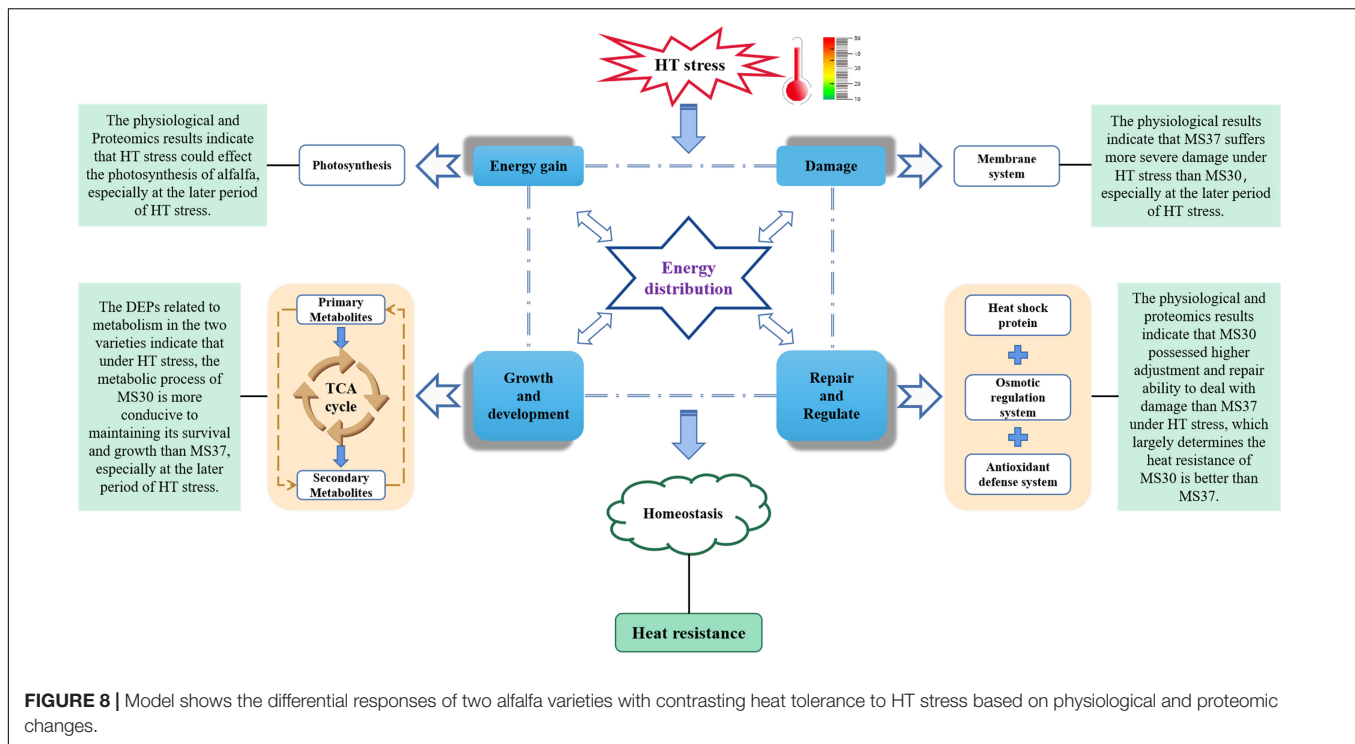 HT stress
50
40
30
20
10
The physiological and
Proteomics results indicate
that HT stress could effect
the photosynthesis of alfalfa,
especially at the later period
of HT stress.
Photosynthesis
Energy gain
Damage
Membrane
system
The physiological results
indicate that MS37 suffers
more severe damage under
HT stress than MS30,
especially at the later period
of HT stress.
Energy
distribution
The DEPs related to
metabolism in the two
varieties indicate that
under HT stress, the
metabolic process of
MS30 is more
conducive to
maintaining its survival
and growth than MS37,
especially at the later
period of HT stress.
Primary
Metabolites
TCA
cycle
Secondary
Metabolites
Growth
and
development
Repair
and
Regulate
Heat shock
protein
Osmotic
regulation
system
Antioxidant
defense system
The physiological and
proteomics results
indicate that MS30
possessed higher
adjustment and repair
ability to deal with
damage than MS37
under HT stress, which
largely determines the
heat resistance of
MS30 is better than
MS37.
Homeostasis
Heat resistance
FIGURE 8 | Model shows the differential responses of two alfalfa varieties with contrasting heat tolerance to HT stress based on physiological and proteomic
changes.